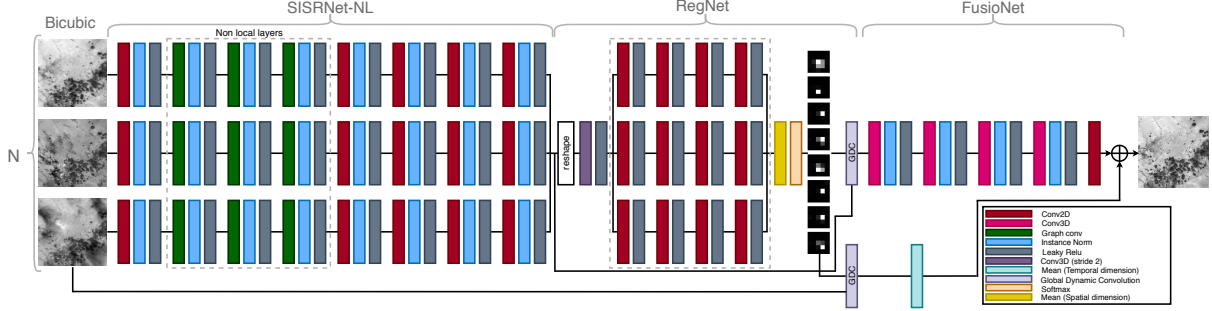 SISRNet-NL
RegNet
FusioNet
Bicubic
Non local layers
N
reshape
GDC
GDC
Conv2D
Conv3D
Graph conv
Instance Norm
Leaky Relu
Conv3D (stride 2)
Mean (Temporal dimension)
Global Dynamic Convolution
Softmax
Mean (Spatial dimension)